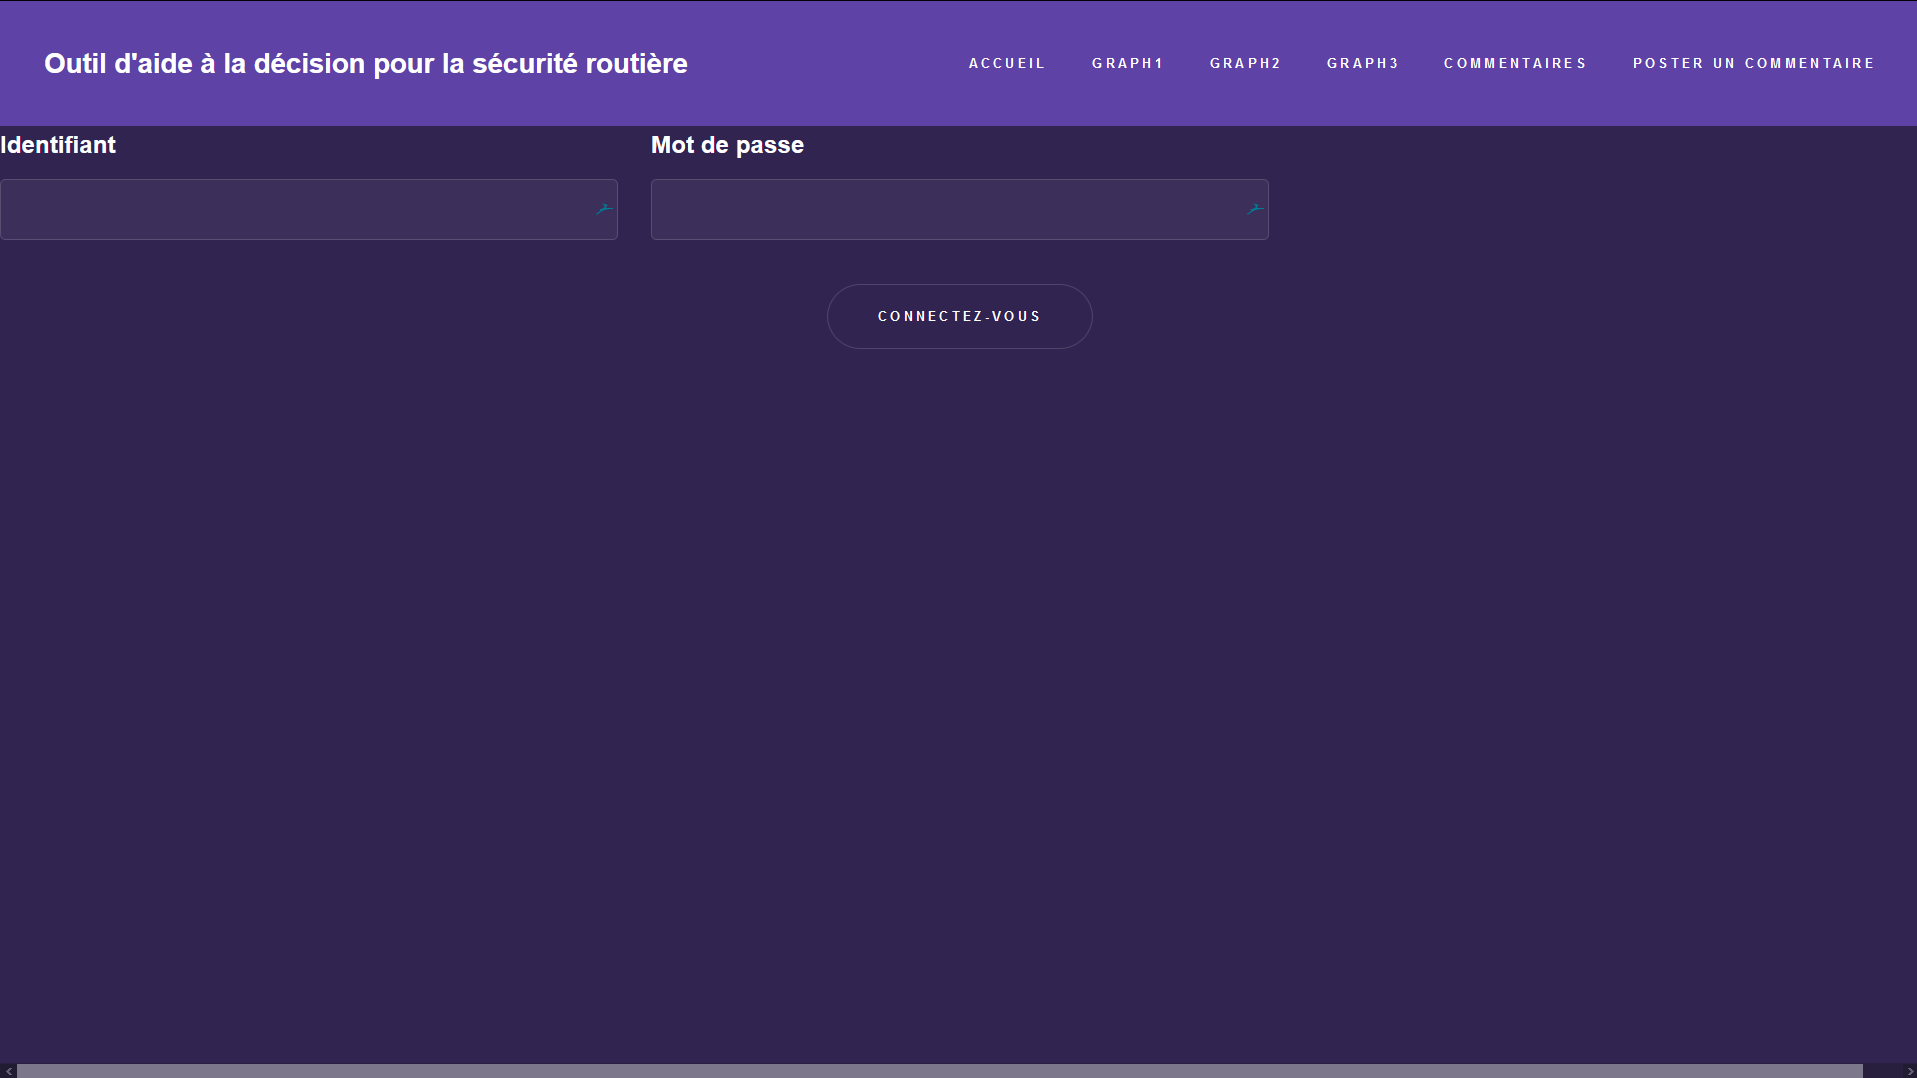 Outil d'aide à la décision pour la sécurité routière
ACCUEIL GRAPH1 GRAPH2 GRAPH3 COMMENTAIRES POSTER UN COMMENTAIRE
Identifiant Mot de passe
CONNECTEZ-VOUS